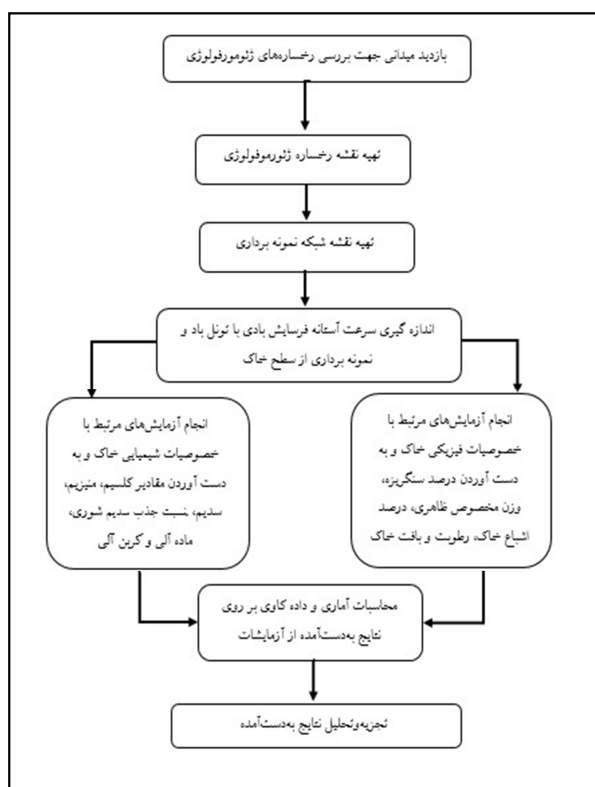 بازدید میدانی جهت بررسی رخساره‌های ژئومورفولوژی
تهیه نقشه رخساره ژئورموفولوژی
تهیه نقشه شبکه نمونه برداری
اندازه گیری سرعت آستانه فرسایش بادی با تونل باد و
نمونه برداری از سطح خاک
انجام آزمایش‌های مرتبط با
خصوصیات فیزیکی خاک و به
دست آوردن درصد سنگریزه،
وزن مخصوص ظاهری، درصد
اشباع خاک، رطوبت و بافت خاک
انجام آزمایش‌های مرتبط با
خصوصیات شیمیایی خاک و به
دست آوردن مقادیر کلسیم، منیزیم،
سدیم، نسبت جذب سدیم شوری،
ماده آلی و کربن آلی
محاسبات آماری و داده کاوی بر روی
نتایج به‌دست‌آمده از آزمایشات
تجزیه‌وتحلیل نتایج به‌دست‌آمده